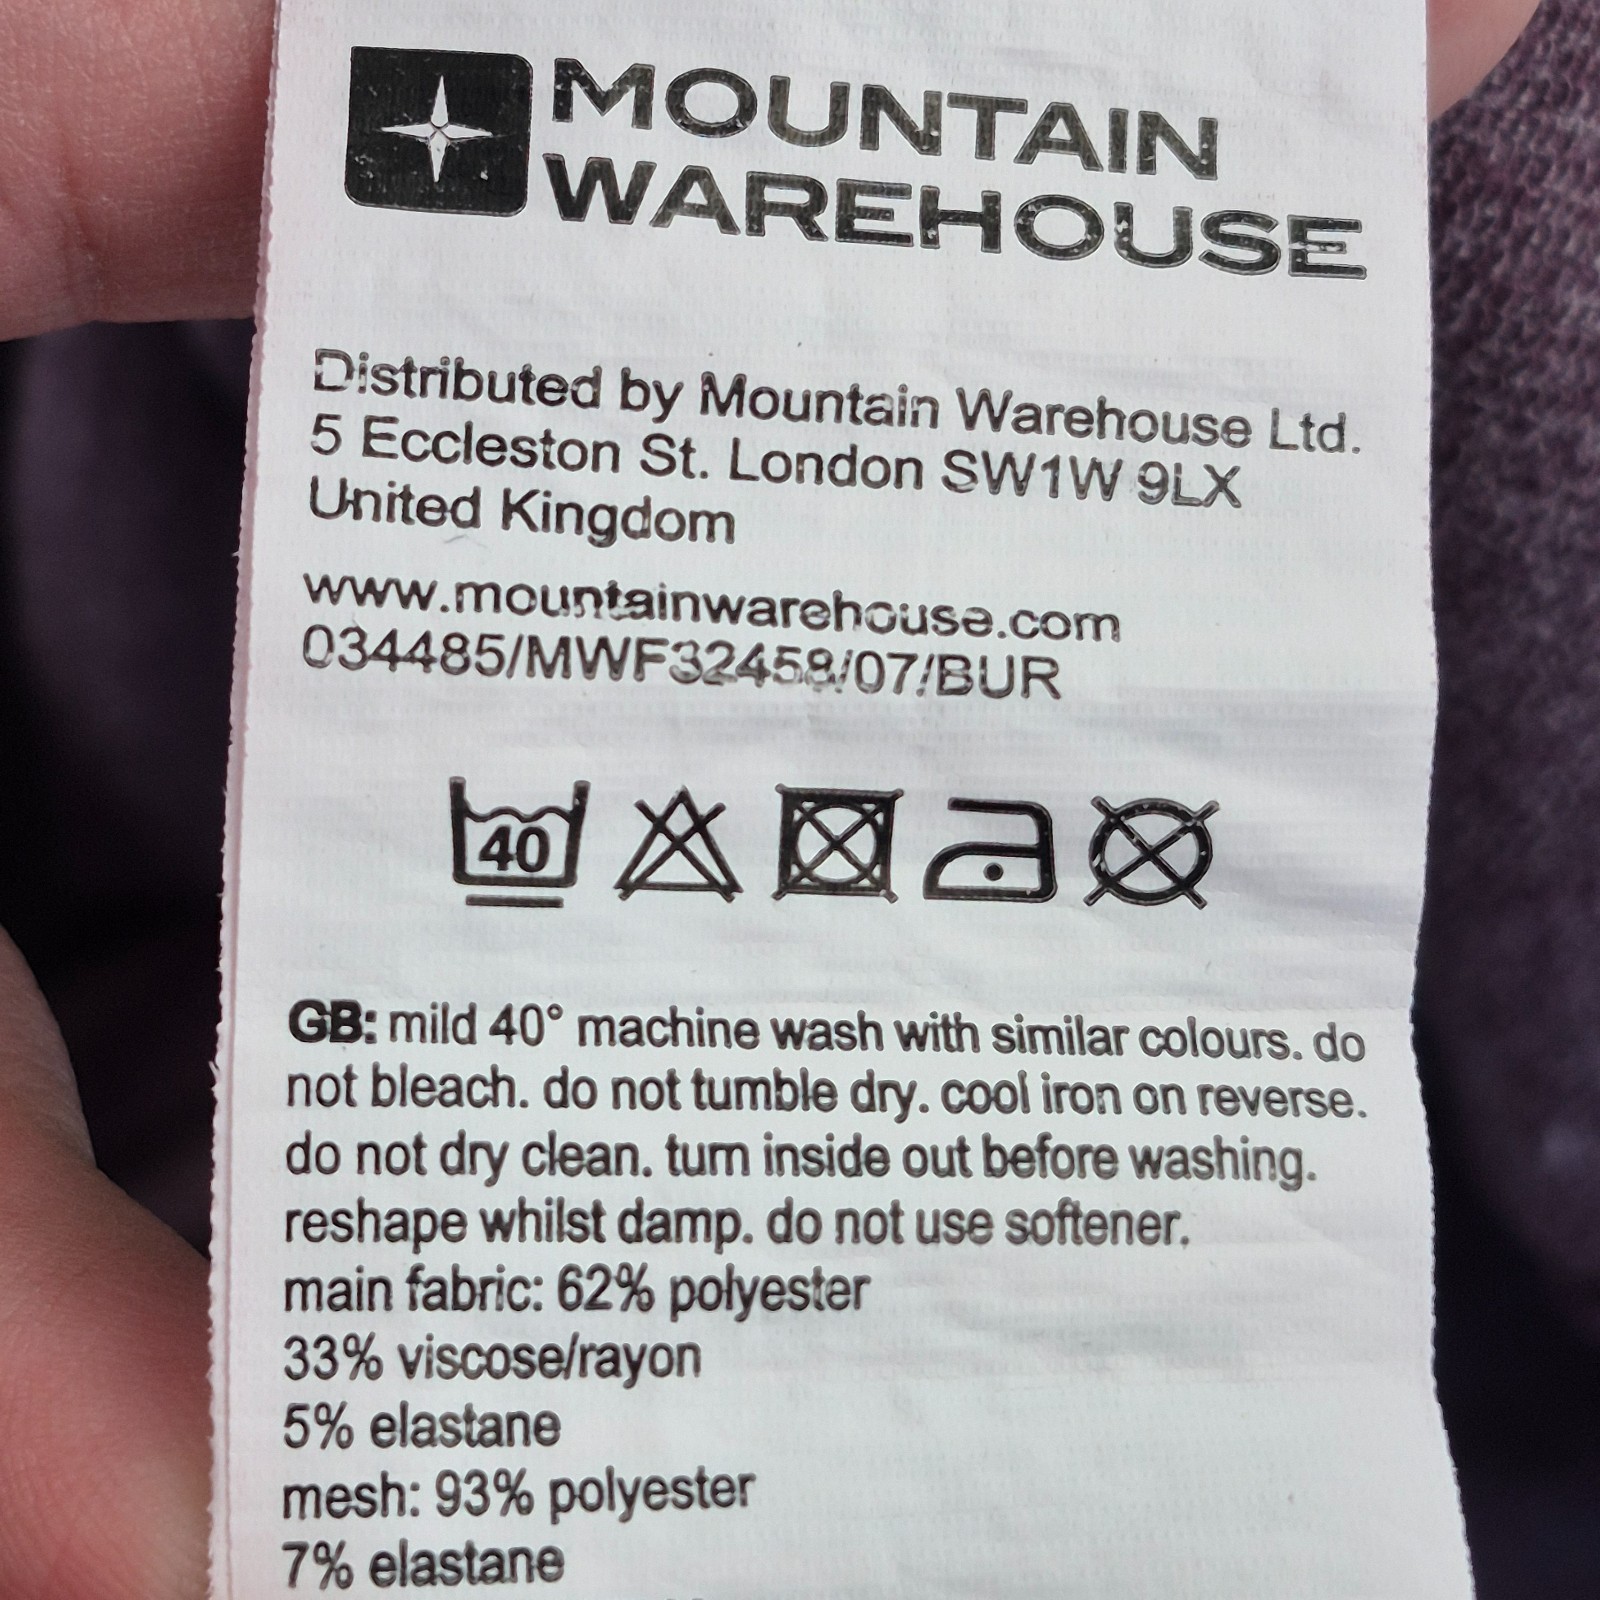 MOUNTAIN
WAREHOUSE
Distributed by Mountain Warehouse Ltd.
5 Eccleston St. London SW1W 9LX
United Kingdom
www.mountainwarehouse.com
034485/MWF32458/07/BUR
40
GB: mild 40° machine wash with similar colours. do
not bleach. do not tumble dry. cool iron on reverse.
do not dry clean. turn inside out before washing.
reshape whilst damp. do not use softener.
main fabric: 62% polyester
33% viscose/rayon
5% elastane
mesh: 93% polyester
7% elastane